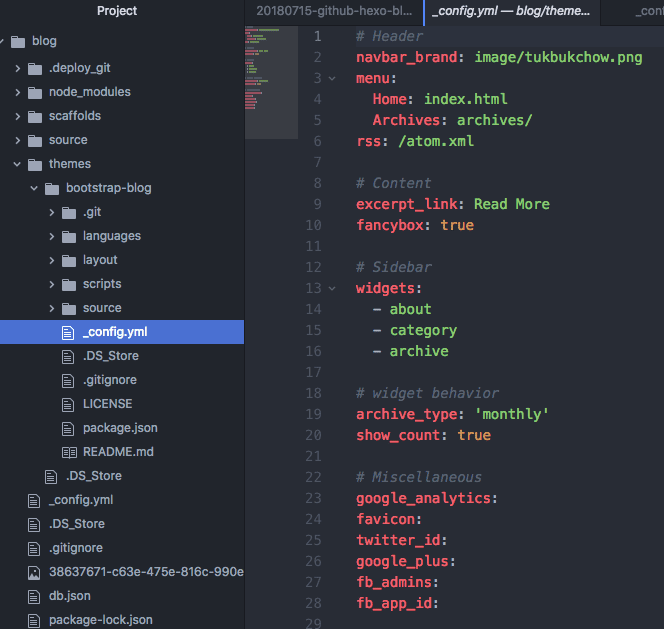 Project
blog
.deploy_git
node_modules
scaffolds
source
themes
bootstrap-blog
.git
languages
layout
scripts
source
_config.yml
.DS_Store
.gitignore
LICENSE
package.json
README.md
.DS_Store
_config.yml
.DS_Store
.gitignore
38637671-c63e-475e-816c-990e
db.json
package-lock.json
20180715-github-hexo-bl...
_config.yml — blog/theme...
_con
1 # Header
2 navbar_brand: image/tukbukchow.png
3 menu:
4 Home: index.html
5 Archives: archives/
6 rss: /atom.xml
7
8 # Content
9 excerpt_link: Read More
10 fancybox: true
11
12 # Sidebar
13 widgets:
14 - about
15 - category
16 - archive
17
18 # widget behavior
19 archive_type: 'monthly'
20 show_count: true
21
22 # Miscellaneous
23 google_analytics:
24 favicon:
25 twitter_id:
26 google_plus:
27 fb_admins:
28 fb_app_id:
29